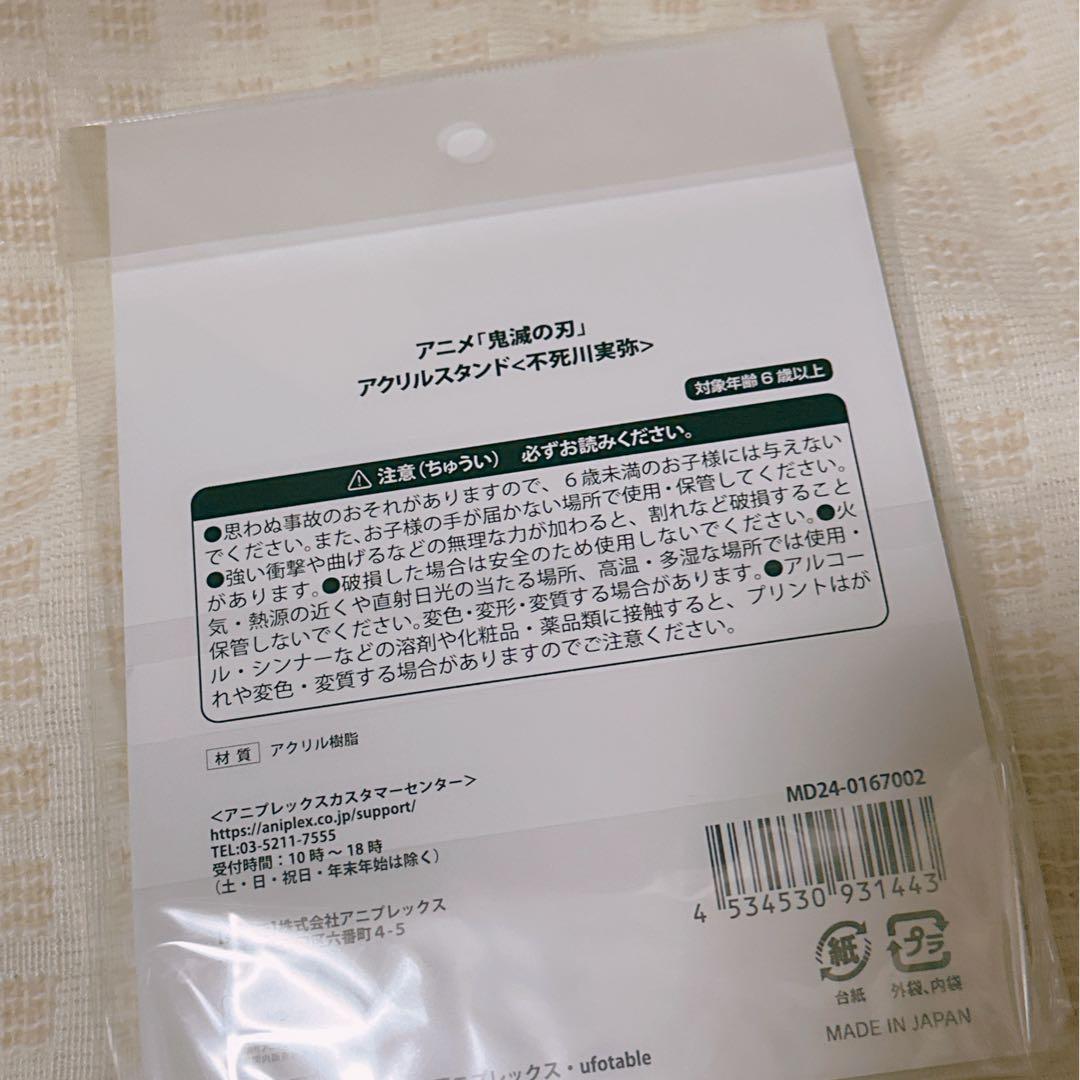 アニメ「鬼滅の刃」
アクリルスタンド<不死川実弥>
対象年齢6歳以上
⚠ 注意(ちゅうい) 必ずお読みください。
●思わぬ事故のおそれがありますので、6歳未満のお子様には与えない
でください。また、お子様の手が届かない場所で使用・保管してください。
●強い衝撃や曲げるなどの無理な力が加わると、割れなど破損すること
があります。●破損した場合は安全のため使用しないでください。●火
気・熱源の近くや直射日光の当たる場所、高温・多湿な場所では使用・
保管しないでください。変色・変形・変質する場合があります。●アルコー
ル・シンナーなどの溶剤や化粧品・薬品類に接触すると、プリントはが
れや変色・変質する場合がありますのでご注意ください。
材質 アクリル樹脂
<アニプレックスカスタマーセンター>
https://aniplex.co.jp/support/
TEL:03-5211-7555
受付時間:10時〜18時
(土・日・祝日・年末年始は除く)
株式会社アニプレックス
区六番町4-5
MD24-0167002
4 534530 931443
紙 プラ
台紙 外袋、内袋
MADE IN JAPAN
アニプレックス・ufotable